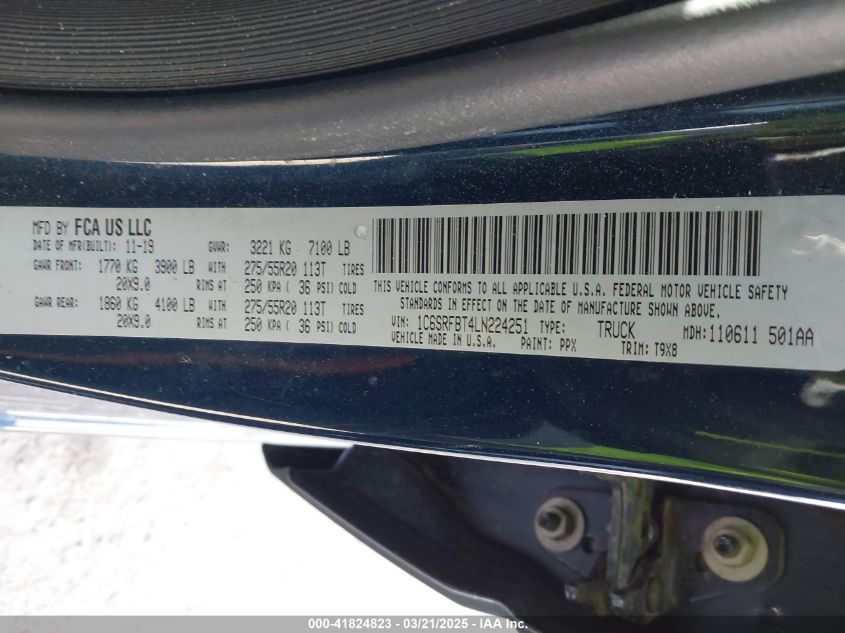 MFD BY FCA US LLC
DATE OF MFR(BUILT): 11-19 GVWR: 3221 KG 7100 LB
GAWR FRONT: 1770 KG 3900 LB WITH 275/55R20 113T TIRES
20X9.0 RIMS AT 250 KPA ( 36 PSI) COLD
GAWR REAR: 1860 KG 4100 LB WITH 275/55R20 113T TIRES
20X9.0 RIMS AT 250 KPA ( 36 PSI) COLD
THIS VEHICLE CONFORMS TO ALL APPLICABLE U.S.A. FEDERAL MOTOR VEHICLE SAFETY
STANDARDS IN EFFECT ON THE DATE OF MANUFACTURE SHOWN ABOVE.
VIN: 1C6SRFBT4LN224251 TYPE: TRUCK MDH: 110611 501AA
VEHICLE MADE IN U.S.A. PAINT: PPX TRIM: T9X8
000-41824823 - 03/21/2025 - IAA Inc.